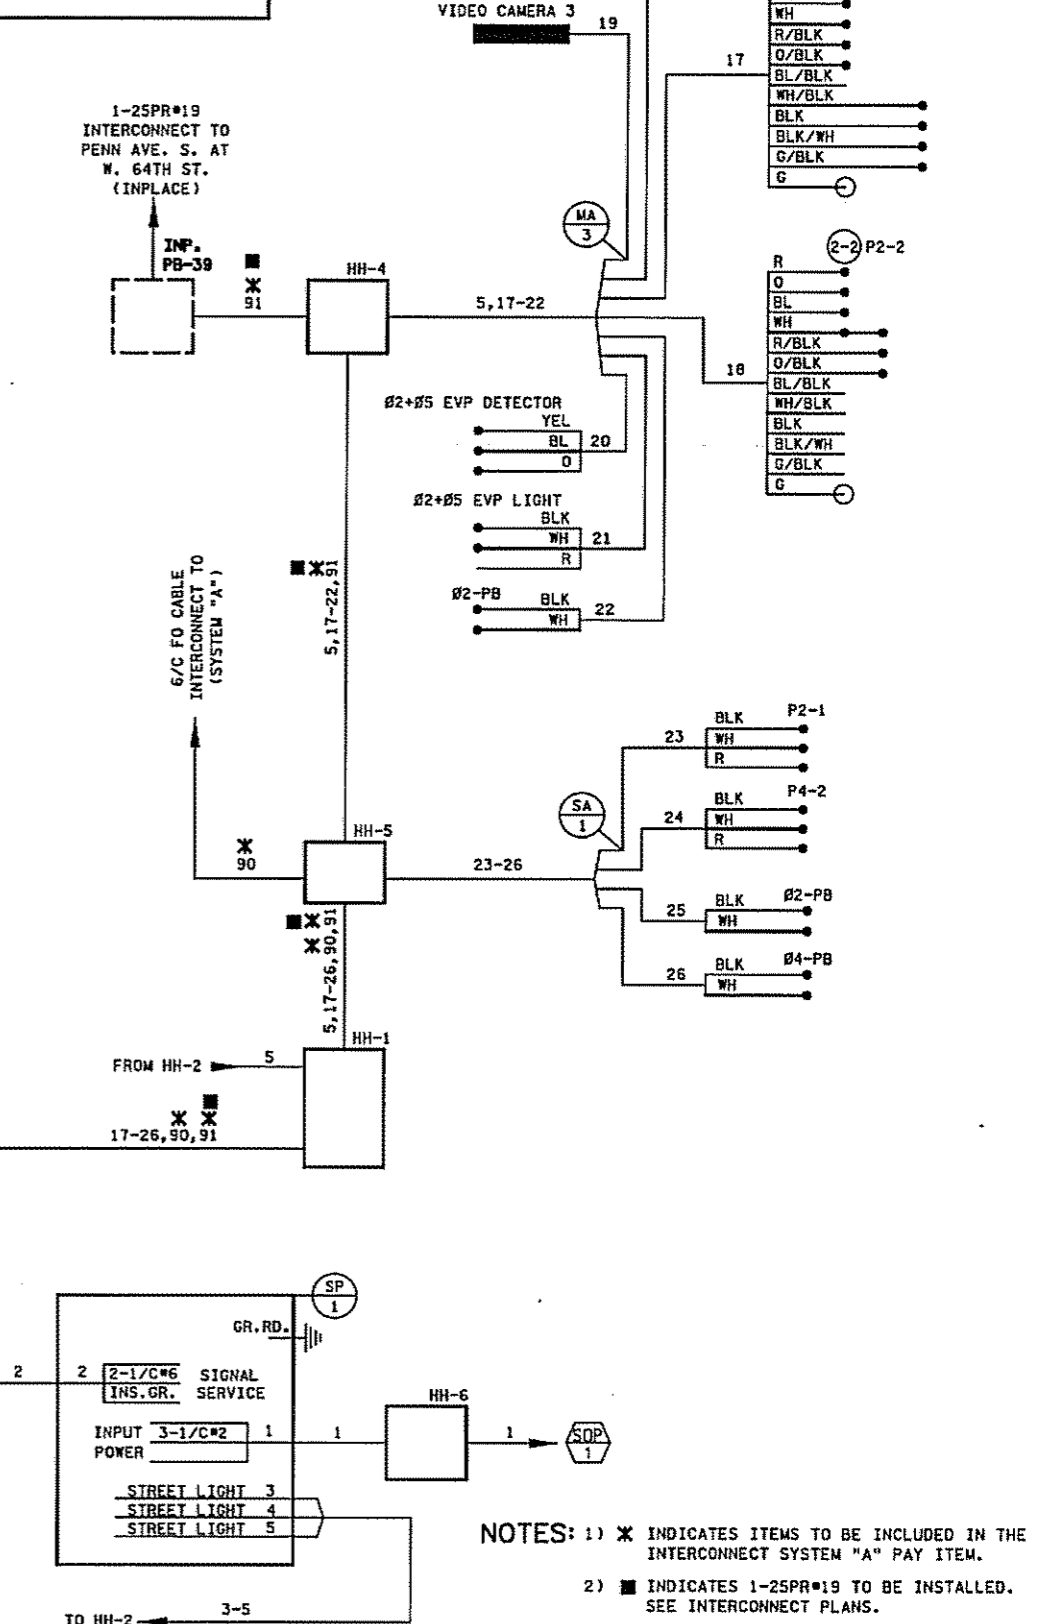 VIDEO CAMERA 3
19
WH
R/BLK
O/BLK
BL/BLK
WH/BLK
BLK
BLK/WH
G/BLK
G
17
1-25PR#19
INTERCONNECT TO
PENN AVE. S. AT
W. 64TH ST.
(INPLACE)
INP.
PB-39
91
HH-4
5,17-22
MA
3
2-2
P2-2
R
O
BL
WH
R/BLK
O/BLK
BL/BLK
WH/BLK
BLK
BLK/WH
G/BLK
G
18
Ø2+Ø5 EVP DETECTOR
YEL
BL
O
20
Ø2+Ø5 EVP LIGHT
BLK
WH
R
21
Ø2-PB
BLK
WH
22
5,17-22,91
6/C FO CABLE
INTERCONNECT TO
(SYSTEM "A")
90
HH-5
23-26
SA
1
23
BLK
WH
R
P2-1
24
BLK
WH
R
P4-2
25
BLK
WH
Ø2-PB
26
BLK
WH
Ø4-PB
5,17-26,90,91
HH-1
FROM HH-2
5
17-26,90,91
SP
1
GR.RD.
2
2
2-1/C#6
INS.GR.
SIGNAL
SERVICE
INPUT
POWER
3-1/C#2
1
1
HH-6
1
SOP
1
STREET LIGHT 3
STREET LIGHT 4
STREET LIGHT 5
TO HH-2
3-5
NOTES: 1) ж INDICATES ITEMS TO BE INCLUDED IN THE
INTERCONNECT SYSTEM "A" PAY ITEM.
2) ■ INDICATES 1-25PR#19 TO BE INSTALLED.
SEE INTERCONNECT PLANS.